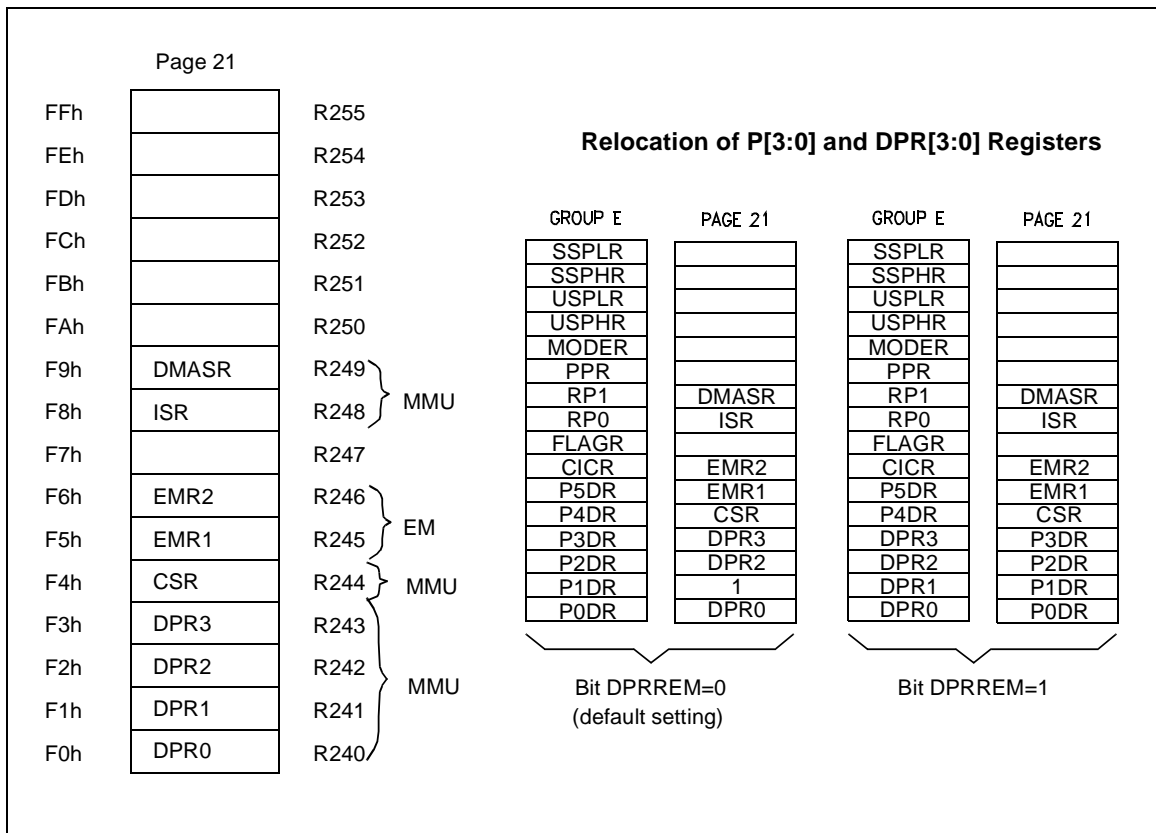 Page 21
FFh R255
FEh R254
FDh R253
FCh R252
FBh R251
FAh R250
F9h DMASR R249
F8h ISR R248
MMU
F7h R247
F6h EMR2 R246
F5h EMR1 R245
EM
F4h CSR R244 MMU
F3h DPR3 R243
F2h DPR2 R242
MMU
F1h DPR1 R241
F0h DPR0 R240
Relocation of P[3:0] and DPR[3:0] Registers
GROUP E PAGE 21 GROUP E PAGE 21
SSPLR SSPLR
SSPHR SSPHR
USPLR USPLR
USPHR USPHR
MODER MODER
PPR PPR
RP1 DMASR RP1 DMASR
RP0 ISR RP0 ISR
FLAGR FLAGR
CICR EMR2 CICR EMR2
P5DR EMR1 P5DR EMR1
P4DR CSR P4DR CSR
P3DR DPR3 DPR3 P3DR
P2DR DPR2 DPR2 P2DR
P1DR 1 DPR1 P1DR
P0DR DPR0 DPR0 P0DR
Bit DPRREM=0 Bit DPRREM=1
(default setting)